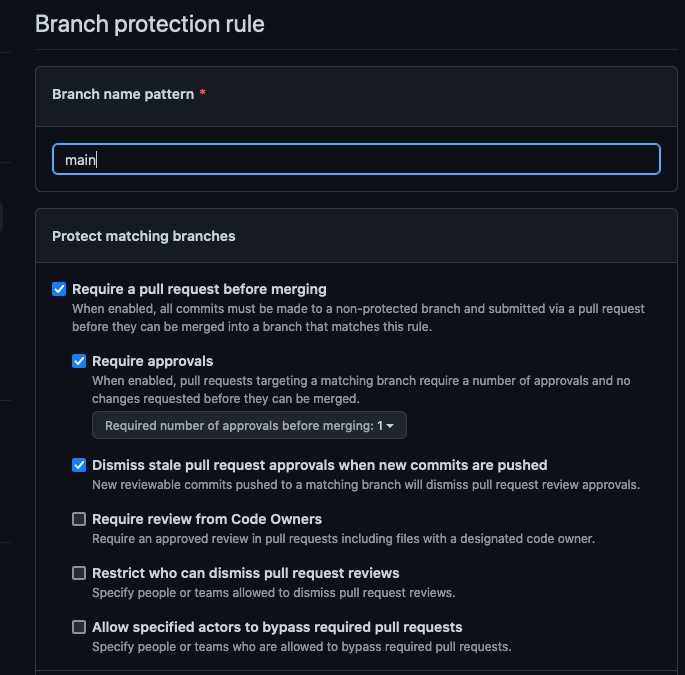 Branch protection rule
Branch name pattern *
main
Protect matching branches
Require a pull request before merging
When enabled, all commits must be made to a non-protected branch and submitted via a pull request
before they can be merged into a branch that matches this rule.
Require approvals
When enabled, pull requests targeting a matching branch require a number of approvals and no
changes requested before they can be merged.
Required number of approvals before merging: 1
Dismiss stale pull request approvals when new commits are pushed
New reviewable commits pushed to a matching branch will dismiss pull request review approvals.
Require review from Code Owners
Require an approved review in pull requests including files with a designated code owner.
Restrict who can dismiss pull request reviews
Specify people or teams allowed to dismiss pull request reviews.
Allow specified actors to bypass required pull requests
Specify people or teams who are allowed to bypass required pull requests.